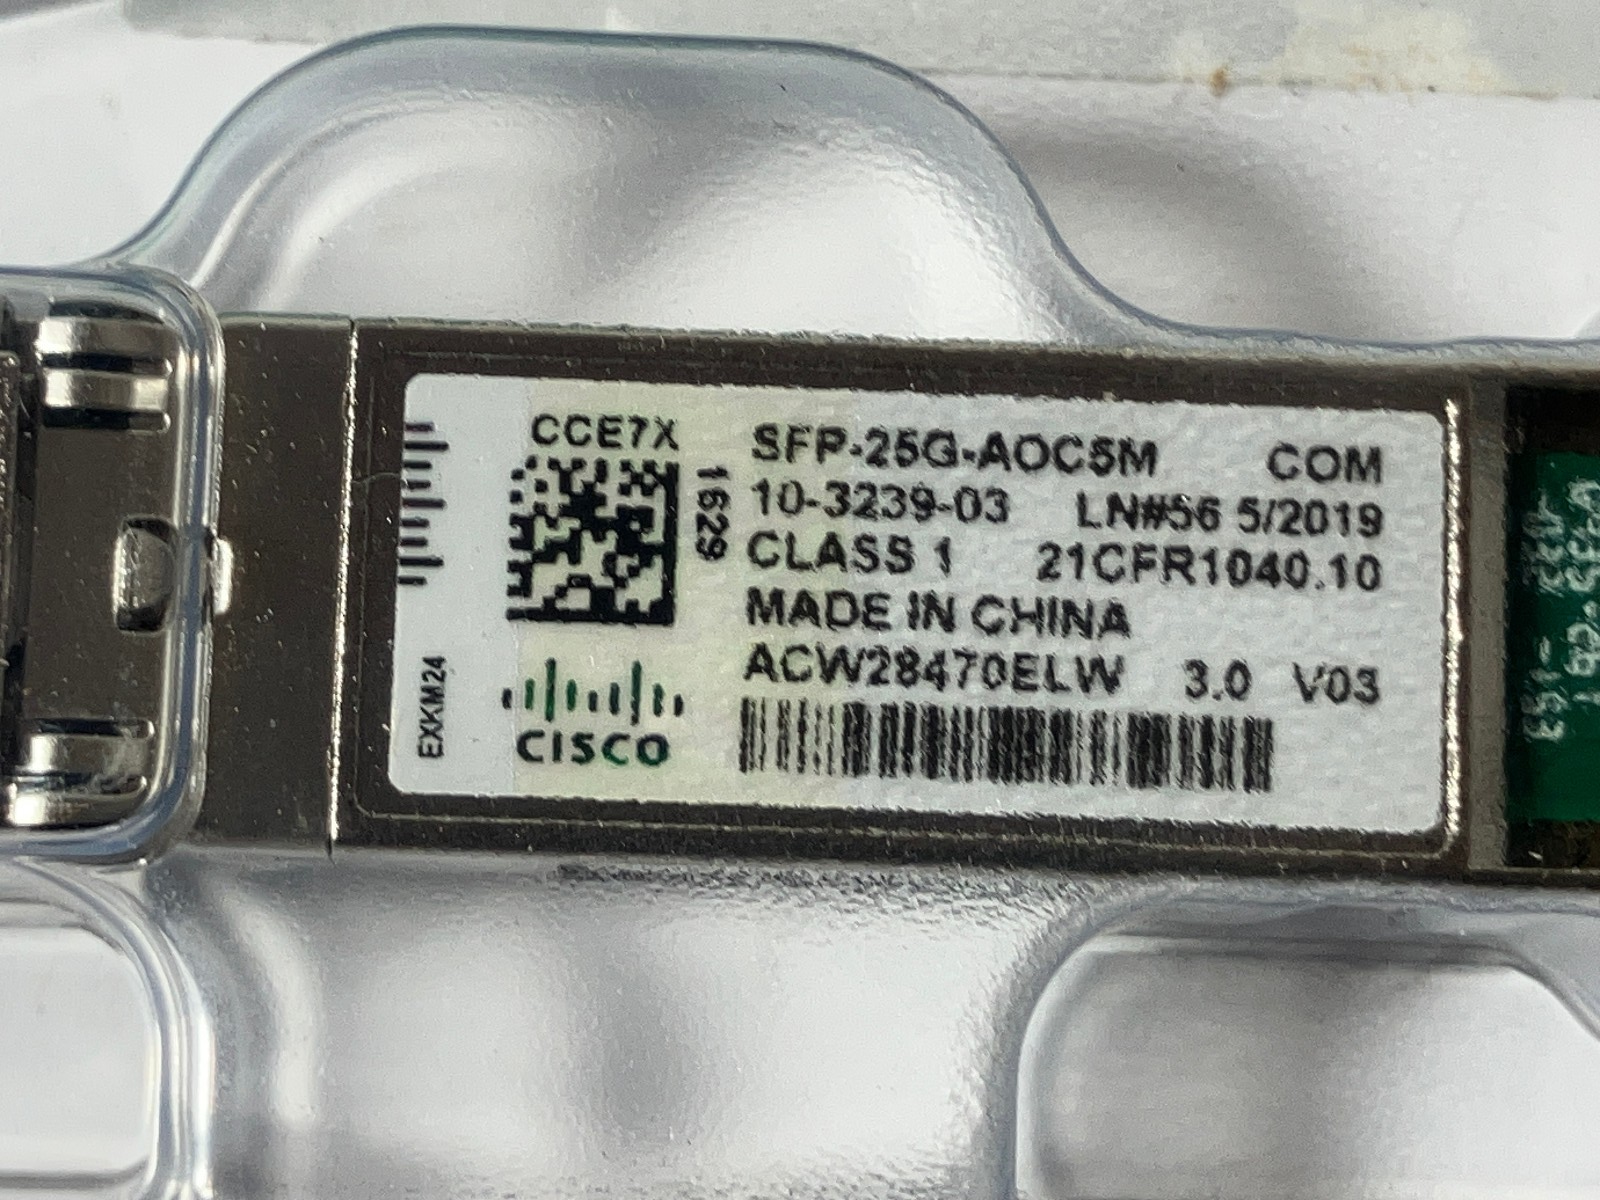 CCE7X
1629
SFP-25G-AOC5M COM
10-3239-03 LN#56 5/2019
CLASS 1 21CFR1040.10
MADE IN CHINA
ACW28470ELW 3.0 V03
EXKM24
CISCO